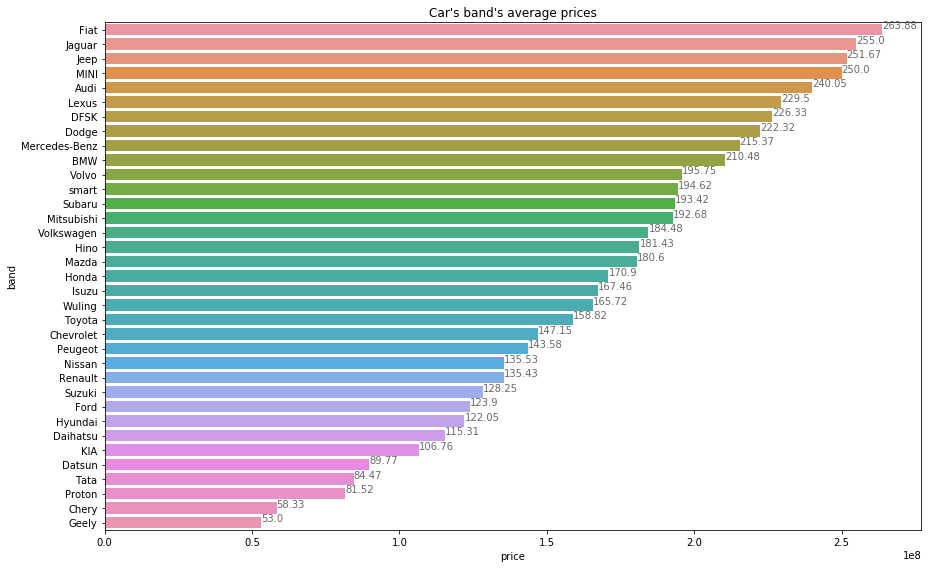 Car's band's average prices
Fiat 263.88
Jaguar 255.0
Jeep 251.67
MINI 250.0
Audi 240.05
Lexus 229.5
DFSK 226.33
Dodge 222.32
Mercedes-Benz 215.37
BMW 210.48
Volvo 195.75
smart 194.62
Subaru 193.42
Mitsubishi 192.68
Volkswagen 184.48
Hino 181.43
Mazda 180.6
Honda 170.9
Isuzu 167.46
Wuling 165.72
Toyota 158.82
Chevrolet 147.15
Peugeot 143.58
Nissan 135.53
Renault 135.43
Suzuki 128.25
Ford 123.9
Hyundai 122.05
Daihatsu 115.31
KIA 106.76
Datsun 89.77
Tata 84.47
Proton 81.52
Chery 58.33
Geely 53.0
band
0.0 0.5 1.0 1.5 2.0 2.5
1e8
price